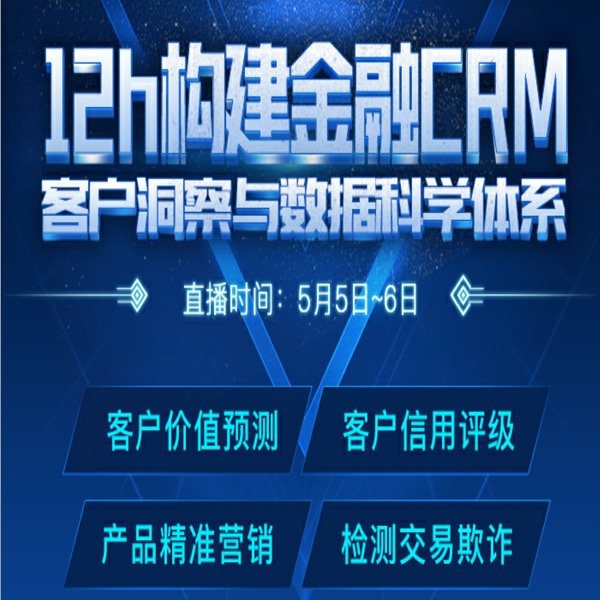 12h构建金融CRM
客户洞察与数据科学体系
直播时间：5月5日~6日
客户价值预测
客户信用评级
产品精准营销
检测交易欺诈